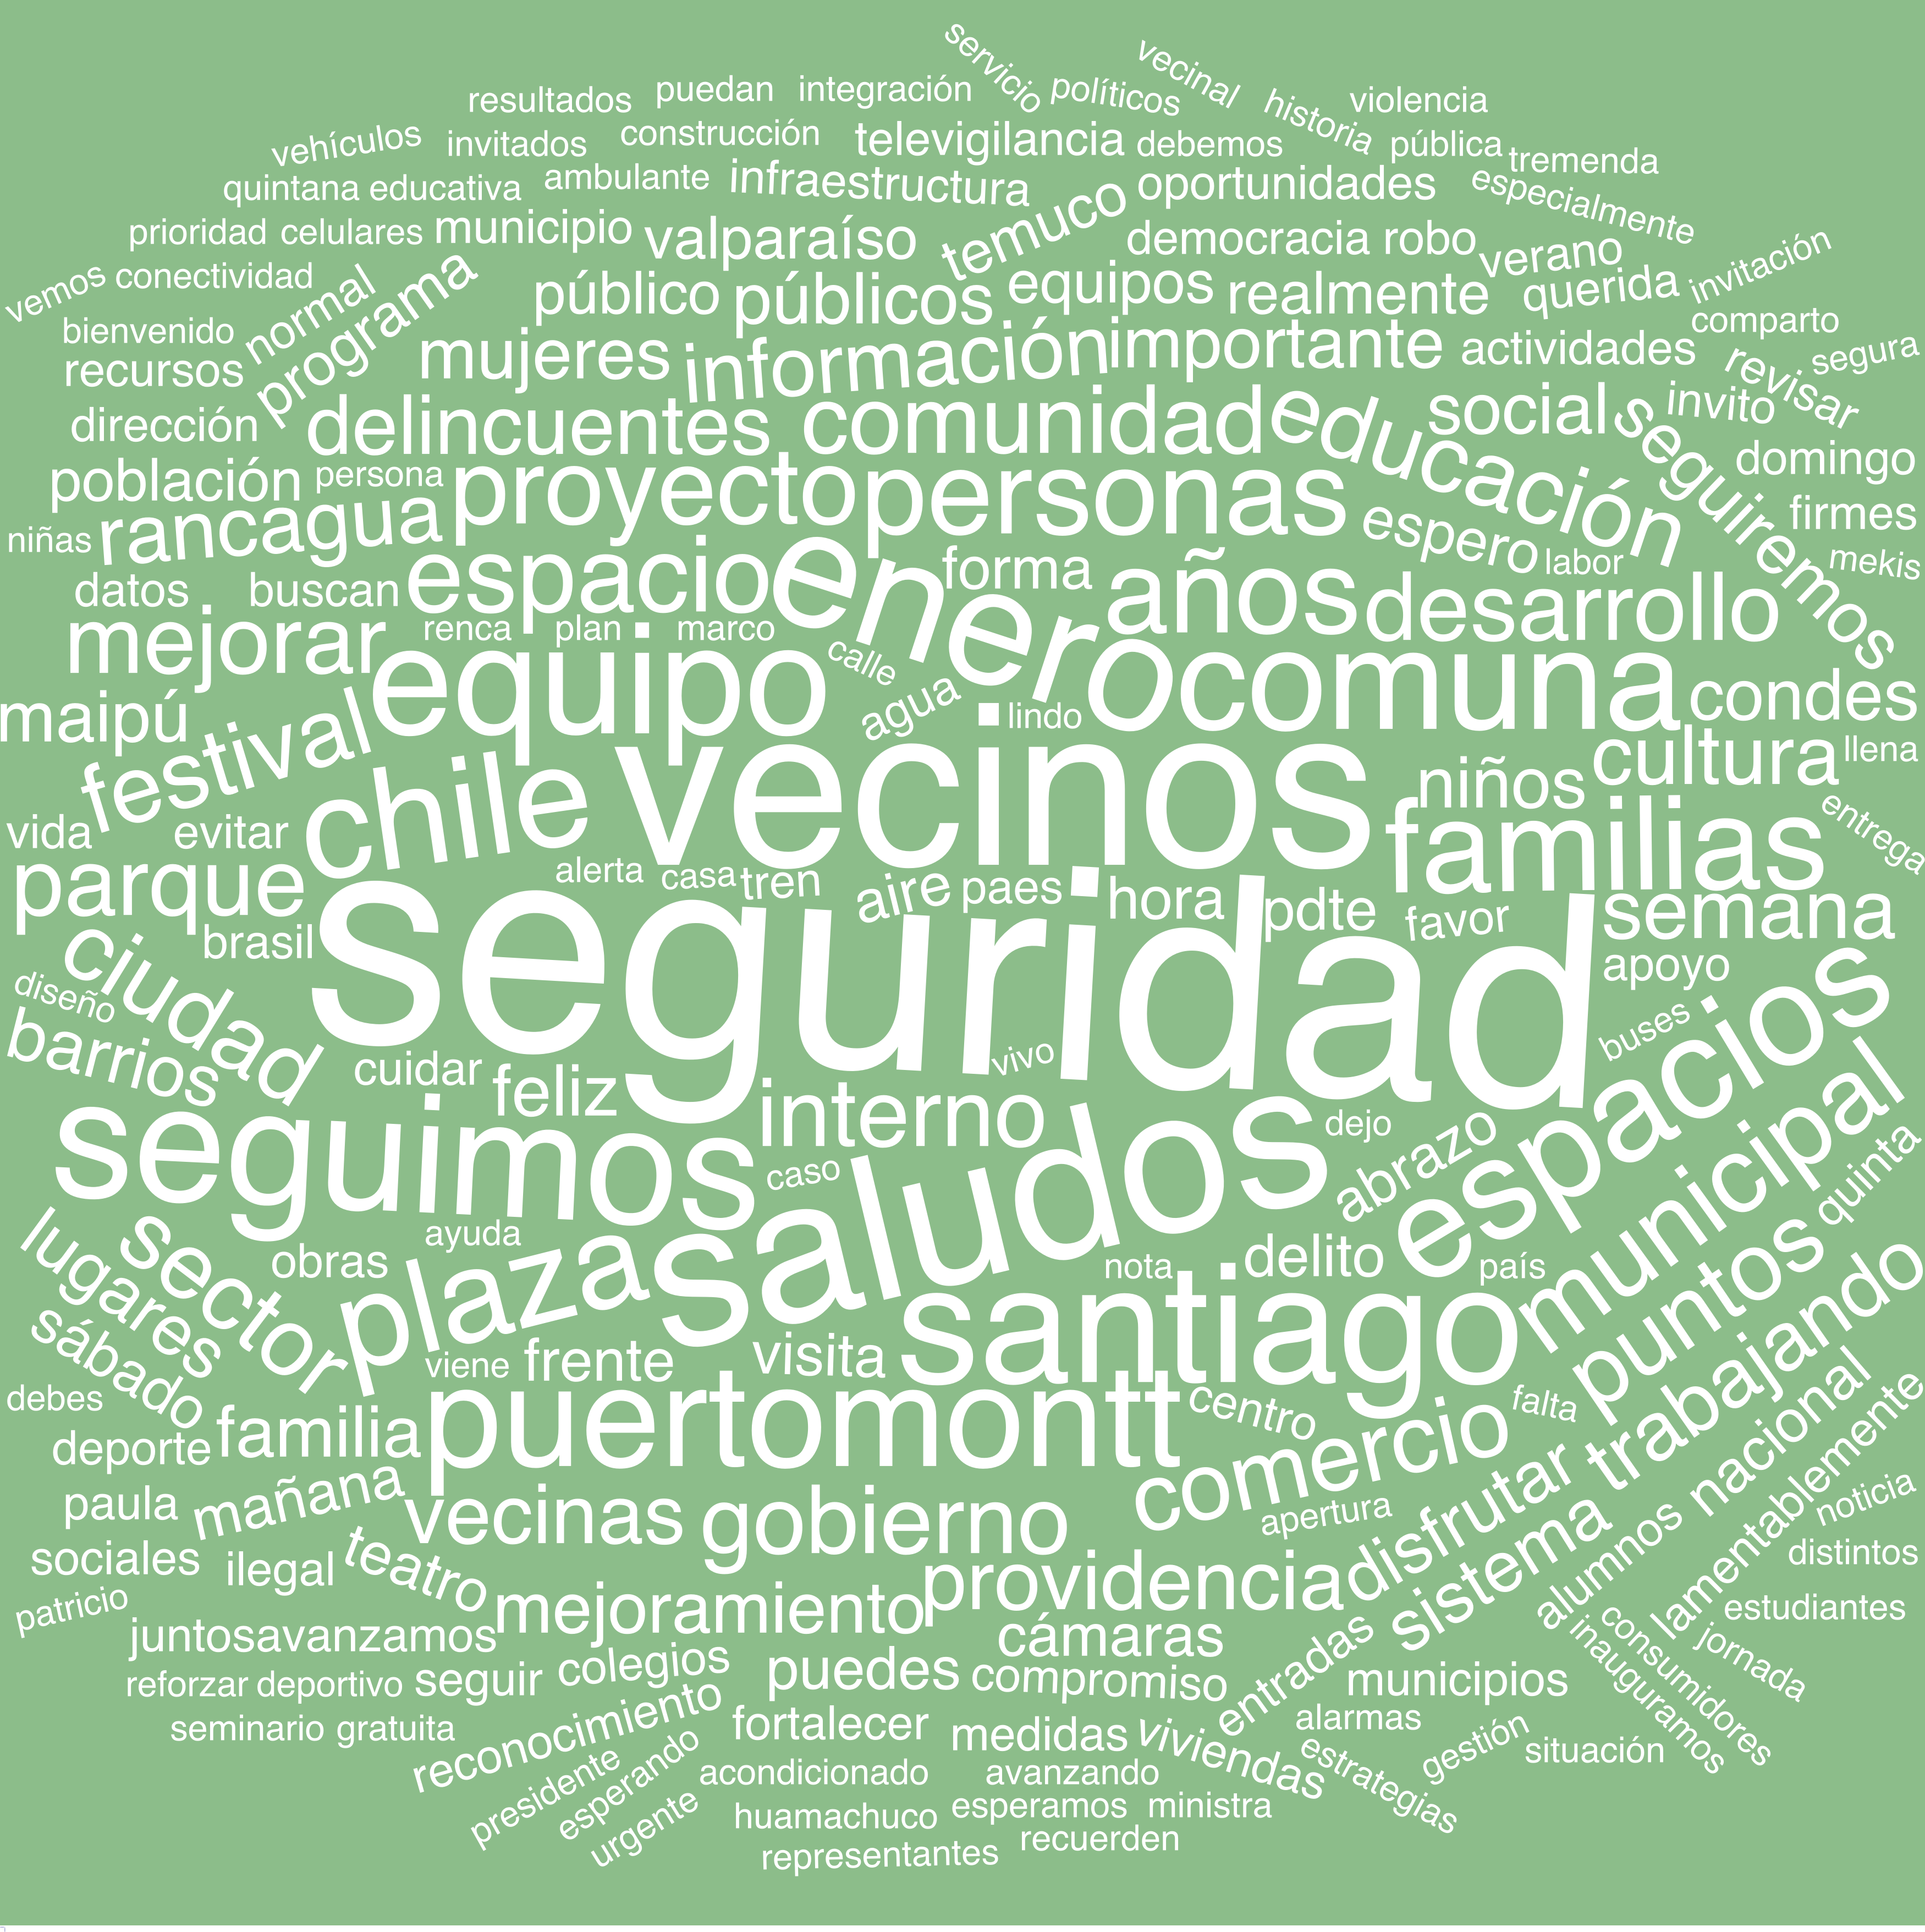 servicio
vecinal
resultados puedan integración políticos historia violencia
vehículos invitados construcción televigilancia debemos pública tremenda
quintana educativa ambulante infraestructura oportunidades especialmente
prioridad celulares municipio valparaíso temuco democracia robo verano invitación
vemos conectividad normal programa público públicos equipos realmente querida
bienvenido mujeres información importante actividades comparto segura
recursos revisar
dirección delincuentes comunidad educación social seguiremos invito
población persona proyecto personas domingo
niñas rancagua espero labor firmes mekis
datos buscan espacio enero forma años desarrollo
mejorar renca plan marco
equipo calle comuna condes
maipú festival agua lindo
chile vecinos niños cultura llena
vida evitar familias entrega
parque alerta casa tren aire paes hora pdte favor semana
brasil seguridad apoyo
ciudad diseño espacios
barrios cuidar feliz vivo buses
seguimos interno saludos dejo abrazo municipal
caso quinta
lugares sector obras ayuda plazas nota delito país puntos
sábado viene frente visita santiago trabajando
debes familia puertomontt centro comercio falta nacional
deporte
paula mañana vecinas gobierno apertura disfrutar lamentablemente noticia
sociales ilegal teatro providencia sistema alumnos distintos
patricio mejoramiento estudiantes
juntosavanzamos cámaras entradas consumidores jornada
reforzar deportivo seguir colegios puedes compromiso municipios inauguramos
seminario gratuita reconocimiento fortalecer medidas viviendas alarmas gestión situación
presidente esperando acondicionado avanzando estrategias
urgente huamachuco esperamos ministra
representantes recuerden